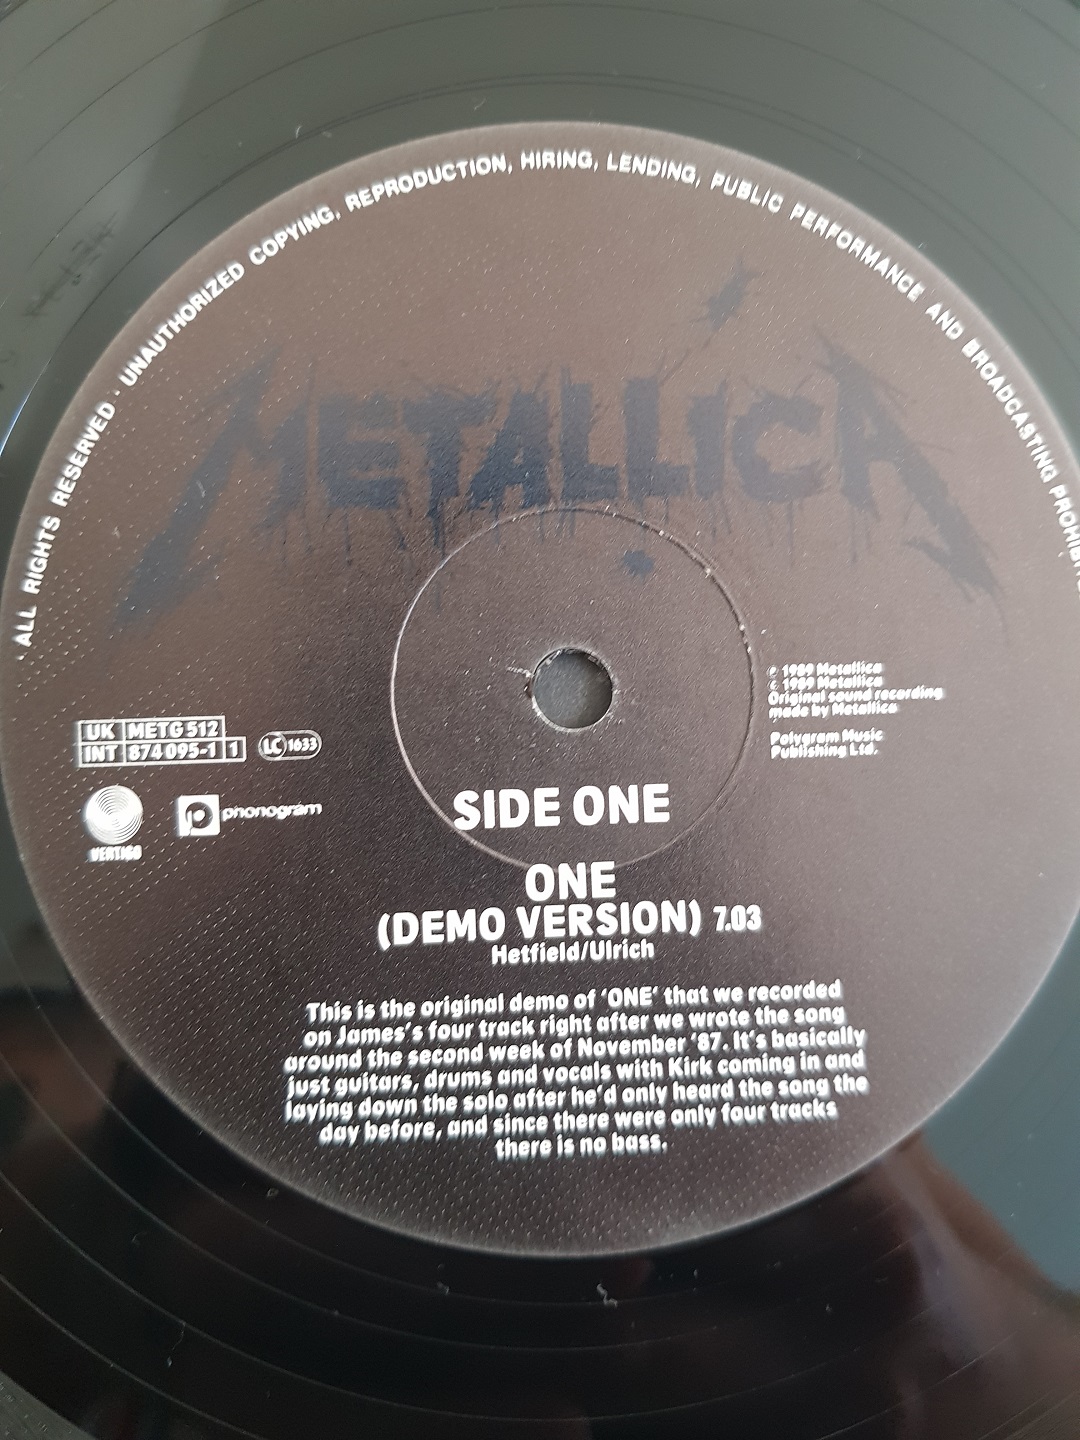 ALL RIGHTS RESERVED · UNAUTHORIZED COPYING, REPRODUCTION, HIRING, LENDING, PUBLIC PERFORMANCE AND BROADCASTING PROHIBITE
METALLICA
℗ 1989 Metallica
© 1989 Metallica
Original sound recording
made by Metallica
Polygram Music
Publishing Ltd.
UK METG 512
INT 874 095-1 1
LC 1633
VERTIGO
phonogram
SIDE ONE
ONE
(DEMO VERSION) 7.03
Hetfield/Ulrich
This is the original demo of 'ONE' that we recorded
on James's four track right after we wrote the song
around the second week of November '87. It's basically
just guitars, drums and vocals with Kirk coming in and
laying down the solo after he'd only heard the song the
day before, and since there were only four tracks
there is no bass.